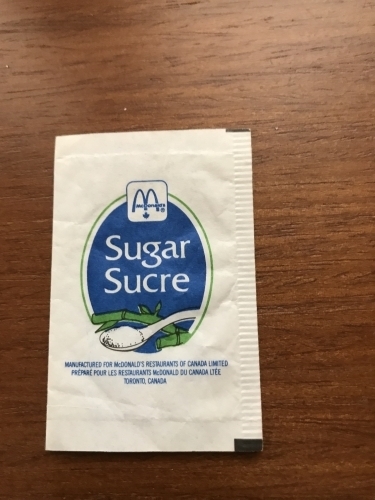 McDonald's
Sugar
Sucre
MANUFACTURED FOR McDONALD'S RESTAURANTS OF CANADA LIMITED
PRÉPARÉ POUR LES RESTAURANTS McDONALD DU CANADA LTÉE
TORONTO, CANADA